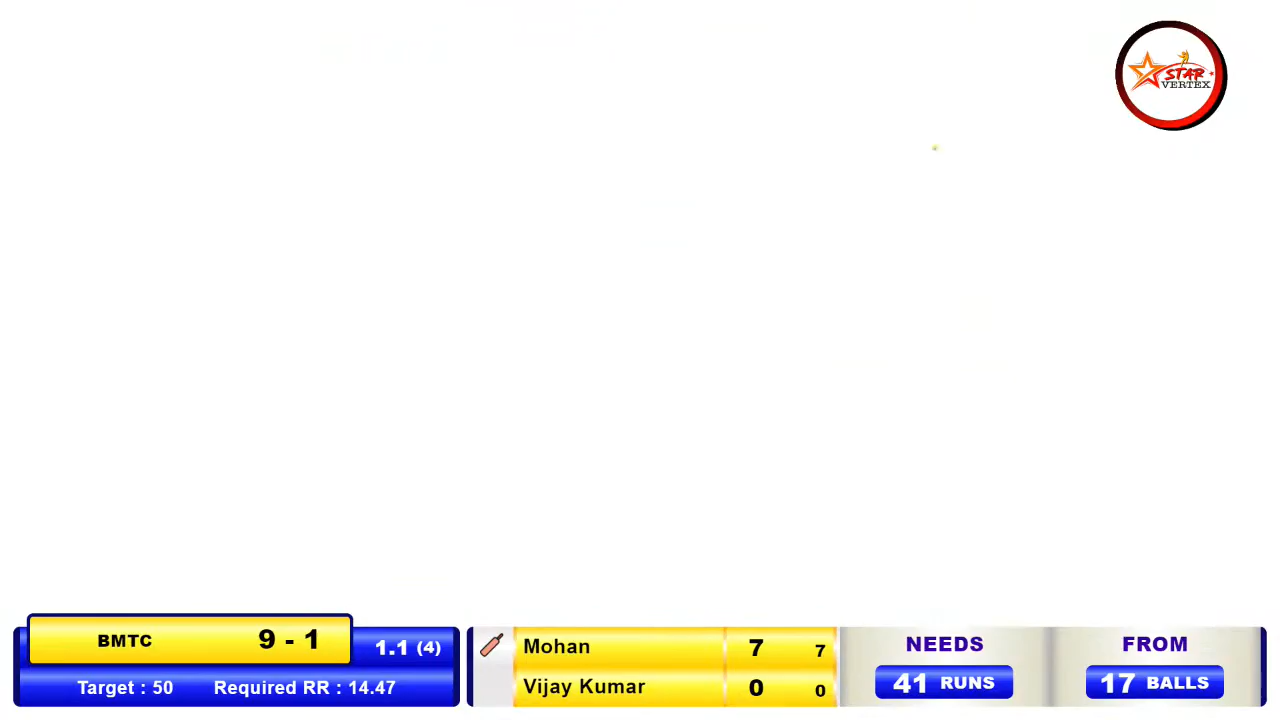 STAR
VERTEX
BMTC 9 - 1 1.1 (4)
Target : 50 Required RR : 14.47
Mohan 7 7
Vijay Kumar 0 0
NEEDS FROM
41 RUNS 17 BALLS